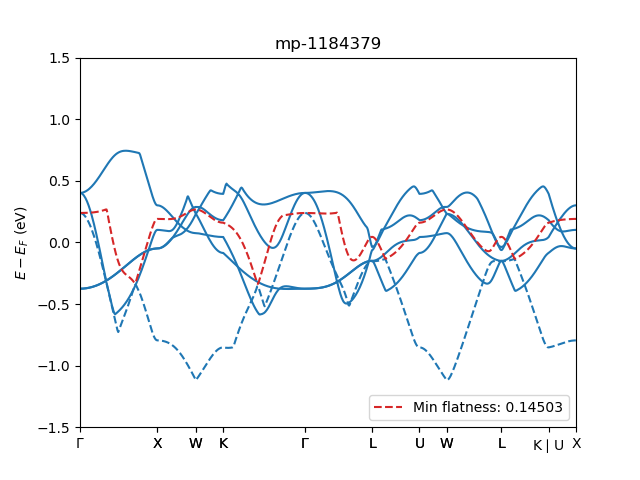 mp-1184379
1.5
1.0
0.5
0.0
−0.5
−1.0
−1.5
E − E_F (eV)
Min flatness: 0.14503
Γ X W K Γ L U W L K | U X